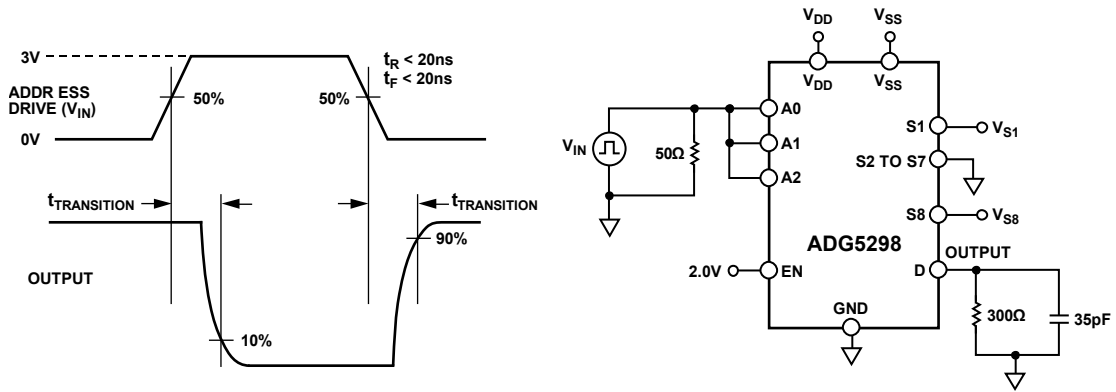 3V
ADDR ESS
DRIVE (VIN)
0V
50%
50%
tR < 20ns
tF < 20ns
tTRANSITION
tTRANSITION
90%
OUTPUT
10%
VDD
VSS
VDD
VSS
A0
A1
A2
VIN
50Ω
S1
VS1
S2 TO S7
S8
VS8
ADG5298
OUTPUT
2.0V
EN
D
GND
300Ω
35pF